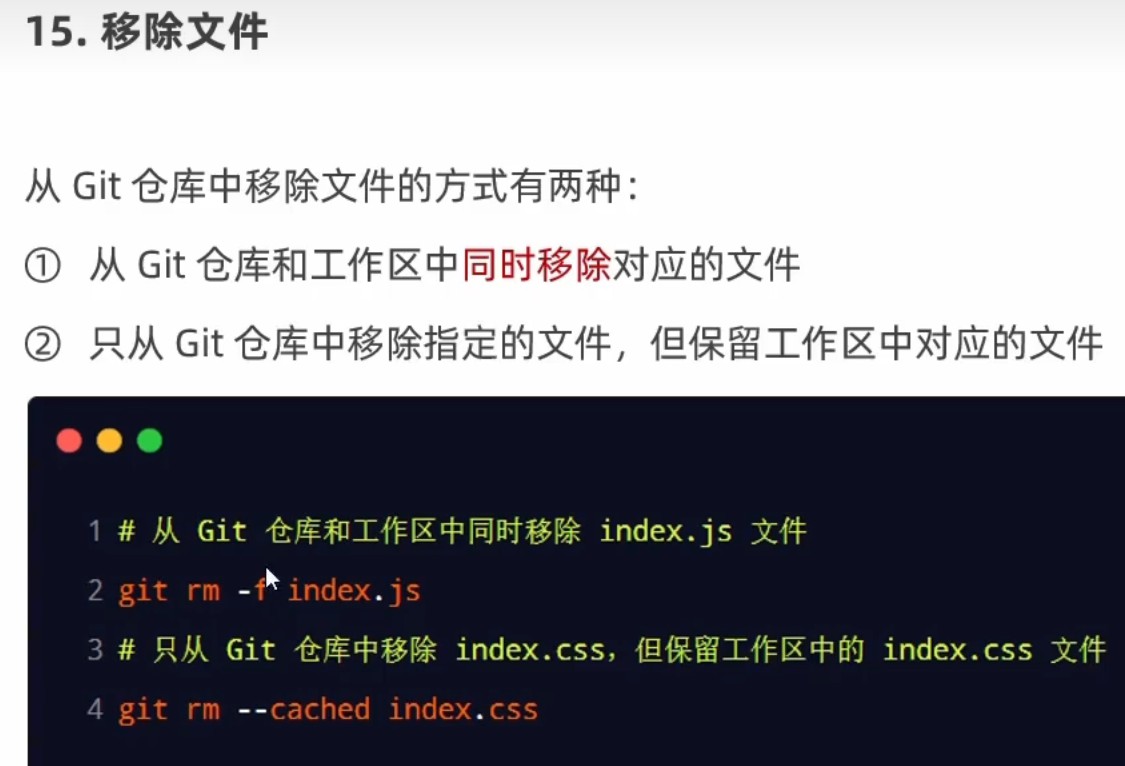 15. 移除文件
从 Git 仓库中移除文件的方式有两种：
① 从 Git 仓库和工作区中同时移除对应的文件
② 只从 Git 仓库中移除指定的文件，但保留工作区中对应的文件
1 # 从 Git 仓库和工作区中同时移除 index.js 文件
2 git rm -f index.js
3 # 只从 Git 仓库中移除 index.css，但保留工作区中的 index.css 文件
4 git rm --cached index.css